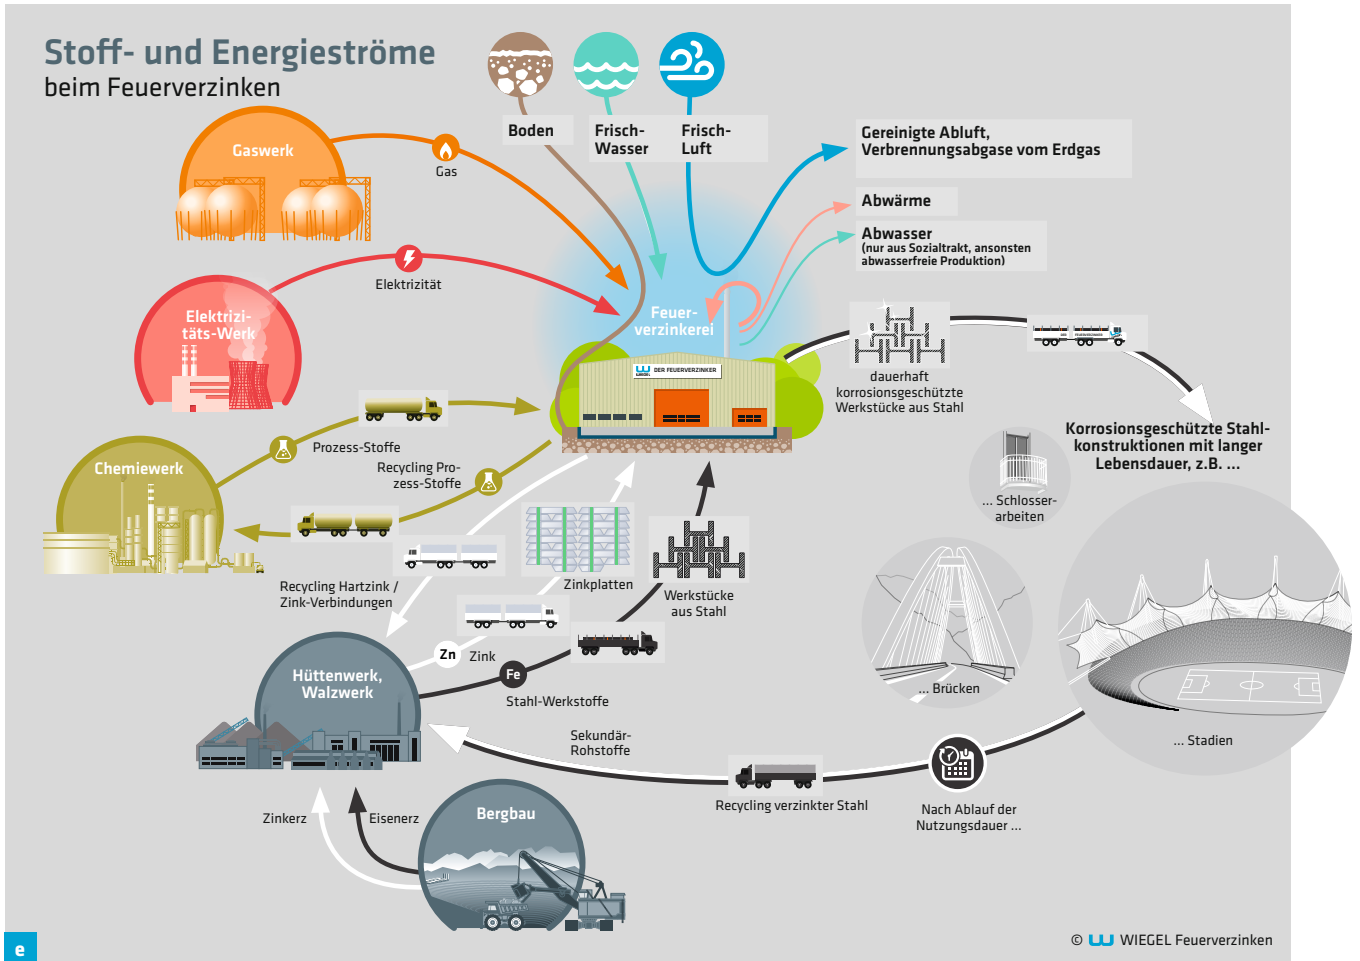 Stoff- und Energieströme
beim Feuerverzinken
Boden
Frisch-
Wasser
Frisch-
Luft
Gereinigte Abluft,
Verbrennungsabgase vom Erdgas
Abwärme
Abwasser
(nur aus Sozialtrakt, ansonsten
abwasserfreie Produktion)
Gaswerk
Gas
Elektrizi-
täts-Werk
Elektrizität
Feuer-
verzinkerei
WIEGEL DER FEUERVERZINKER
Chemiewerk
Prozess-Stoffe
Recycling Pro-
zess-Stoffe
dauerhaft
korrosionsgeschützte
Werkstücke aus Stahl
Korrosionsgeschützte Stahl-
konstruktionen mit langer
Lebensdauer, z.B. ...
... Schlosser-
arbeiten
... Brücken
... Stadien
Recycling Hartzink /
Zink-Verbindungen
Zinkplatten
Werkstücke
aus Stahl
Hüttenwerk,
Walzwerk
Zn
Zink
Fe
Stahl-Werkstoffe
Sekundär-
Rohstoffe
Recycling verzinkter Stahl
Nach Ablauf der
Nutzungsdauer ...
Zinkerz
Eisenerz
Bergbau
e
© WIEGEL Feuerverzinken